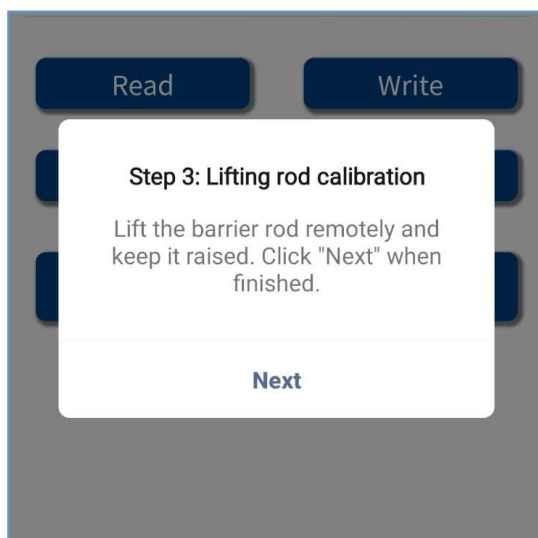 Read
Write
Step 3: Lifting rod calibration
Lift the barrier rod remotely and
keep it raised. Click "Next" when
finished.
Next